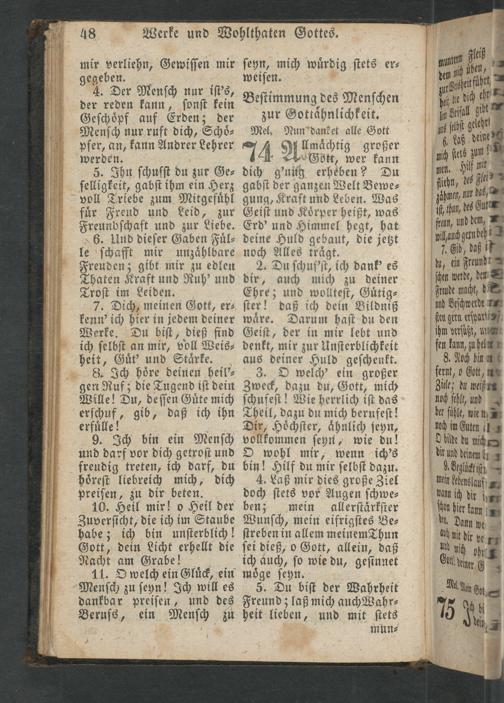 48 Werke und Wohlthaten Gottes.
mir verliehn, Gewissen mir
gegeben.
4. Der Mensch nur ist's,
der reden kann, sonst kein
Geschöpf auf Erden; der
Mensch nur ruft dich, Schö-
pfer, an, kann Andrer Lehrer
werden.
5. Ihn schufst du zur Ge-
selligkeit, gabst ihm ein Herz
voll Triebe zum Mitgefühl
für Freud und Leid, zur
Freundschaft und zur Liebe.
6. Und dieser Gaben Fül-
le schafft mir unzählbare
Freuden; gibt mir zu edlen
Thaten Kraft und Ruh' und
Trost im Leiden.
7. Dich, meinen Gott, er-
kenn' ich hier in jedem deiner
Werke. Du bist, dieß find
ich selbst an mir, voll Weis-
heit, Güt' und Stärke.
8. Ich höre deinen heil'-
gen Ruf; die Tugend ist dein
Wille! Du, dessen Güte mich
erschuf, gib, daß ich ihn
erfülle!
9. Ich bin ein Mensch
und darf vor dich getrost und
freudig treten, ich darf, du
hörest liebreich mich, dich
preisen, zu dir beten.
10. Heil mir! o Heil der
Zuversicht, die ich im Staube
habe; ich bin unsterblich!
Gott, dein Licht erhellt die
Nacht am Grabe!
11. O welch ein Glück, ein
Mensch zu seyn! Ich will es
dankbar preisen, und des
Berufs, ein Mensch zu
seyn, mich würdig stets er-
weisen.
Bestimmung des Menschen
zur Gottähnlichkeit.
Mel. Nun danket alle Gott
74 Allmächtig großer
Gott, wer kann
dich g'nug erheben? Du
gabst der ganzen Welt Bewe-
gung, Kraft und Leben. Was
Geist und Körper heißt, was
Erd' und Himmel hegt, hat
deine Huld gebaut, die jetzt
noch Alles trägt.
2. Du schuf'st, ich dank' es
dir, auch mich zu deiner
Ehre; und wolltest, Gütig-
ster! daß ich dein Bildniß
wäre. Darum hast du den
Geist, der in mir lebt und
denkt, mir zur Unsterblichkeit
aus deiner Huld geschenkt.
3. O welch' ein großer
Zweck, dazu du, Gott, mich
schufest! Wie herrlich ist das
Theil, dazu du mich berufest!
Dir, Höchster, ähnlich seyn,
vollkommen seyn, wie du!
O wohl mir, wenn ich's
bin! Hilf du mir selbst dazu.
4. Laß mir dies große Ziel
doch stets vor Augen schwe-
ben; mein allerstärkster
Wunsch, mein eifrigstes Be-
streben in allem meinem Thun
sei dieß, o Gott, allein, daß
ich auch, so wie du, gesinnet
möge seyn.
5. Du bist der Wahrheit
Freund; laß mich auch Wahr-
heit lieben, und mit stets
mun-
munterm Fleiß
7. Gib, daß
8. Noch bin
75